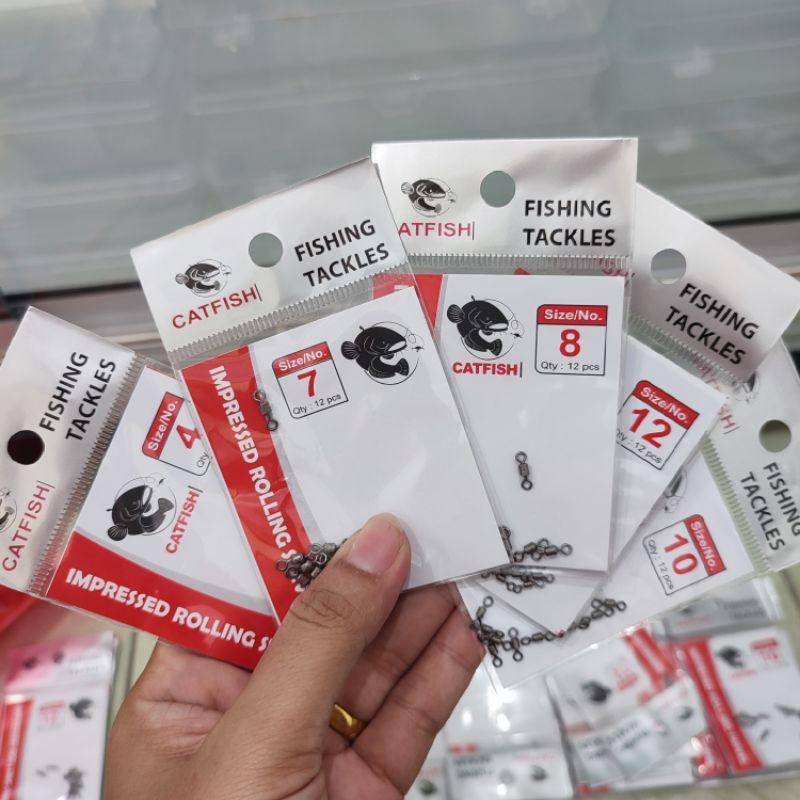 FISHING
TACKLES
CATFISH
Size/No.
4
CATFISH
IMPRESSED ROLLING S
FISHING
TACKLES
CATFISH
Size/No.
7
Qty : 12 pcs
IMPRESSED ROLLING S
FISHING
TACKLES
ATFISH
Size/No.
8
Qty : 12 pcs
CATFISH
FISHING
TACKLES
Size/No.
12
Qty : 12 pcs
FISHING
TACKLES
Size/No.
10
Qty : 12 pcs